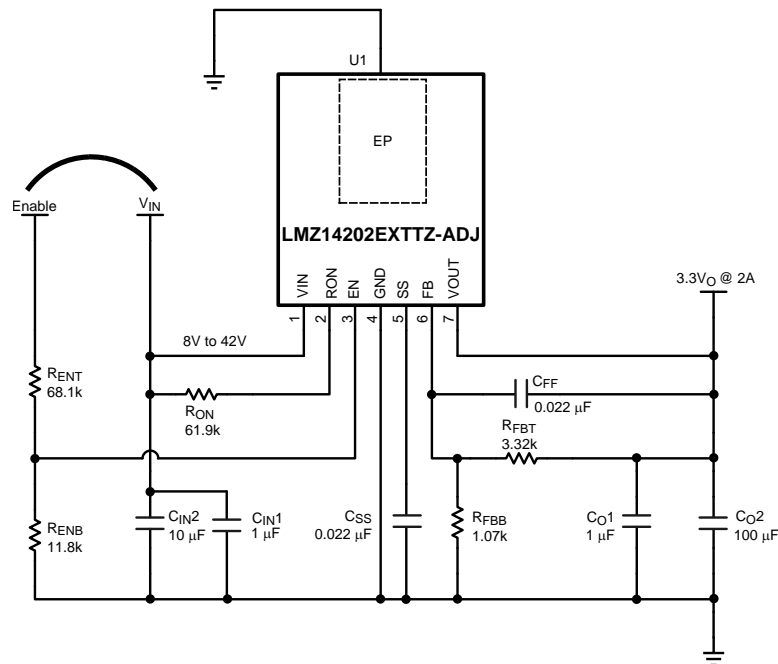 U1
EP
Enable
VIN
LMZ14202EXTTZ-ADJ
VIN
RON
EN
GND
SS
FB
VOUT
1
2
3
4
5
6
7
3.3VO @ 2A
8V to 42V
RENT
68.1k
RON
61.9k
CFF
0.022 µF
RFBT
3.32k
RENB
11.8k
CIN2
10 µF
CIN1
1 µF
CSS
0.022 µF
RFBB
1.07k
CO1
1 µF
CO2
100 µF